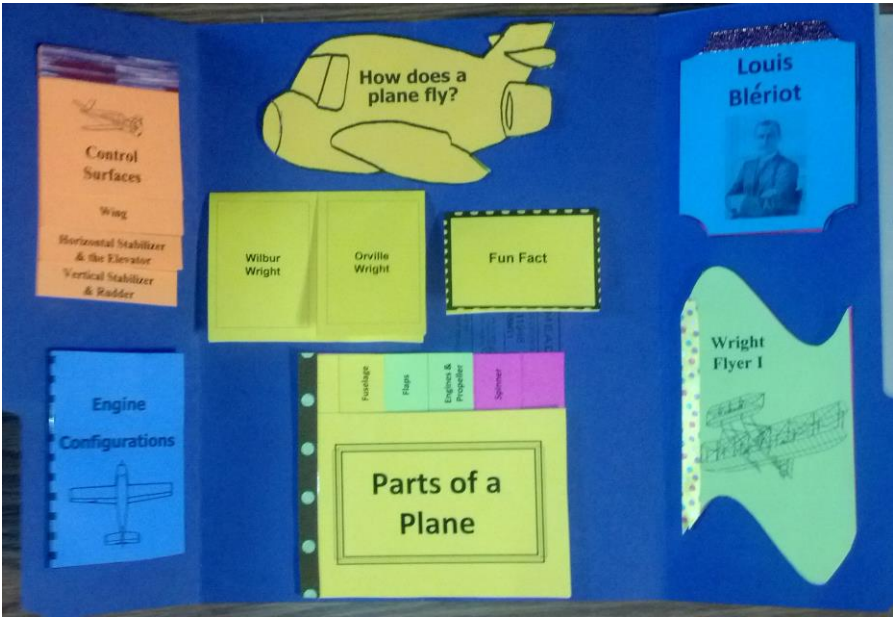 Control
Surfaces
Wing
Horizontal Stabilizer
& the Elevator
Vertical Stabilizer
& Rudder
Engine
Configurations
How does a
plane fly?
Wilbur
Wright
Orville
Wright
Fun Fact
Fuselage
Flaps
Engines &
Propeller
Spinner
Parts of a
Plane
Louis
Blériot
Wright
Flyer I